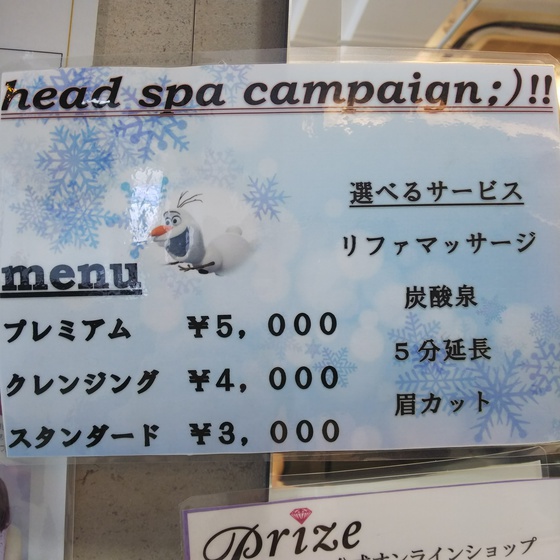 head spa campaign;)!!
選べるサービス
リファマッサージ
炭酸泉
5分延長
眉カット
menu
プレミアム ￥5, 000
クレンジング ￥4, 000
スタンダード ￥3, 000
Prize
公式オンラインショップ